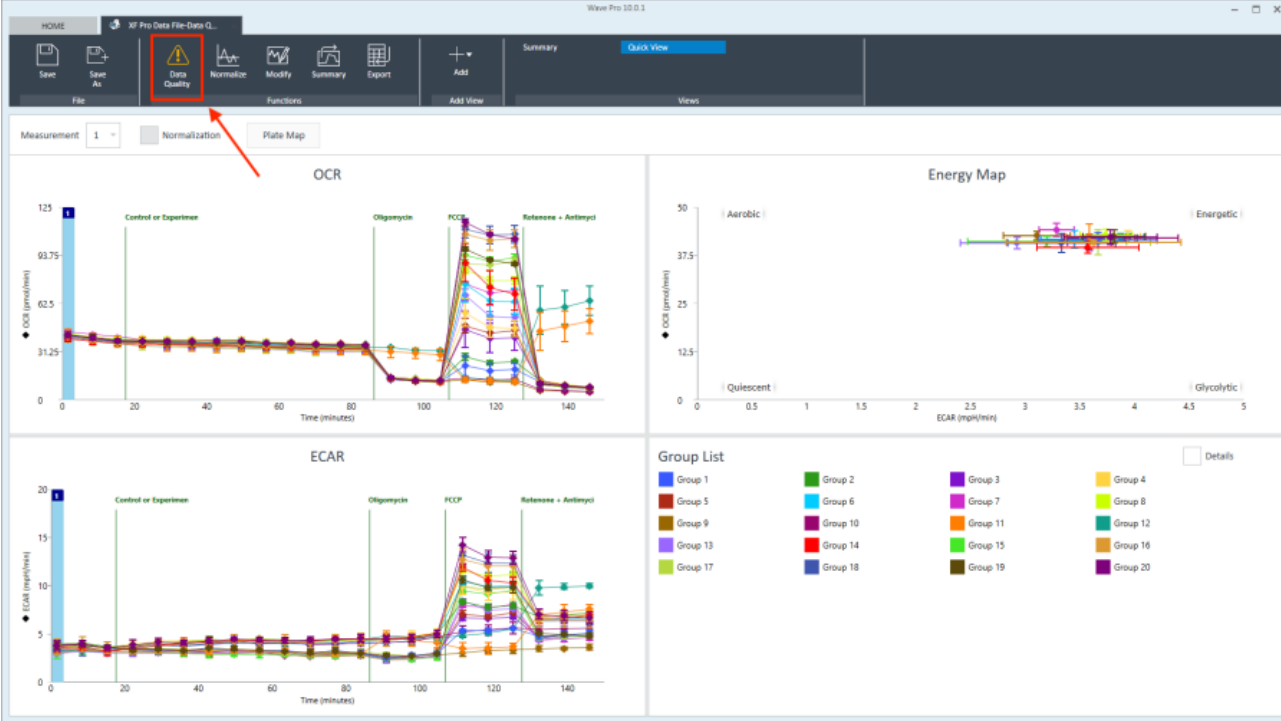 Wave Pro 10.0.1
HOME
XF Pro Data File-Data Q...
Save
Save As
File
Data Quality
Normalize
Modify
Summary
Export
Functions
Add
Add View
Summary
Quick View
Views
Measurement 1
Normalization
Plate Map
OCR
125
93.75
62.5
31.25
0
OCR (pmol/min)
1
Control or Experimen
Oligomycin
FCCP
Rotenone + Antimyci
0 20 40 60 80 100 120 140
Time (minutes)
Energy Map
50
37.5
25
12.5
0
OCR (pmol/min)
Aerobic
Energetic
Quiescent
Glycolytic
0 0.5 1 1.5 2 2.5 3 3.5 4 4.5 5
ECAR (mpH/min)
ECAR
20
15
10
5
0
ECAR (mpH/min)
1
Control or Experimen
Oligomycin
FCCP
Rotenone + Antimyci
0 20 40 60 80 100 120 140
Time (minutes)
Group List
Details
Group 1 Group 2 Group 3 Group 4
Group 5 Group 6 Group 7 Group 8
Group 9 Group 10 Group 11 Group 12
Group 13 Group 14 Group 15 Group 16
Group 17 Group 18 Group 19 Group 20